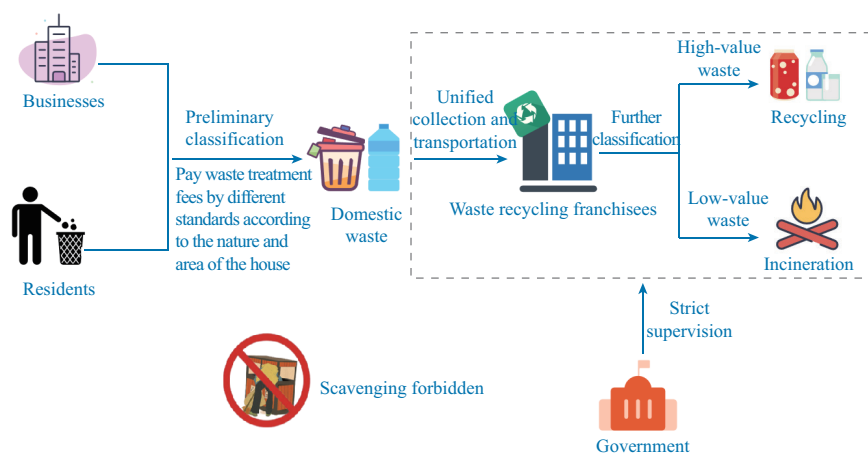 Businesses
Residents
Preliminary
classification
Pay waste treatment
fees by different
standards according
to the nature and
area of the house
Domestic
waste
Unified
collection and
transportation
Waste recycling franchisees
Further
classification
High-value
waste
Recycling
Low-value
waste
Incineration
Strict
supervision
Scavenging forbidden
Government